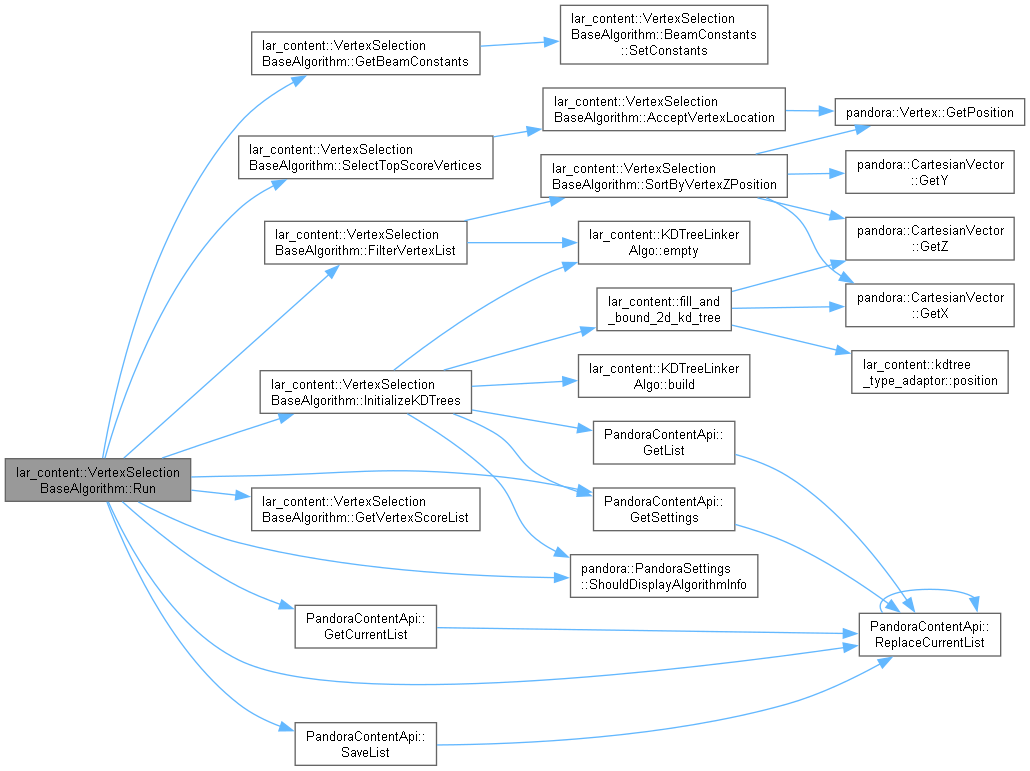 lar_content::VertexSelection
BaseAlgorithm::Run
lar_content::VertexSelection
BaseAlgorithm::GetBeamConstants
lar_content::VertexSelection
BaseAlgorithm::BeamConstants
::SetConstants
lar_content::VertexSelection
BaseAlgorithm::SelectTopScoreVertices
lar_content::VertexSelection
BaseAlgorithm::AcceptVertexLocation
pandora::Vertex::GetPosition
lar_content::VertexSelection
BaseAlgorithm::FilterVertexList
lar_content::VertexSelection
BaseAlgorithm::SortByVertexZPosition
pandora::CartesianVector
::GetY
pandora::CartesianVector
::GetZ
pandora::CartesianVector
::GetX
lar_content::KDTreeLinker
Algo::empty
lar_content::fill_and
_bound_2d_kd_tree
lar_content::kdtree
_type_adaptor::position
lar_content::VertexSelection
BaseAlgorithm::InitializeKDTrees
lar_content::KDTreeLinker
Algo::build
PandoraContentApi::
GetList
lar_content::VertexSelection
BaseAlgorithm::GetVertexScoreList
PandoraContentApi::
GetSettings
pandora::PandoraSettings
::ShouldDisplayAlgorithmInfo
PandoraContentApi::
GetCurrentList
PandoraContentApi::
ReplaceCurrentList
PandoraContentApi::
SaveList